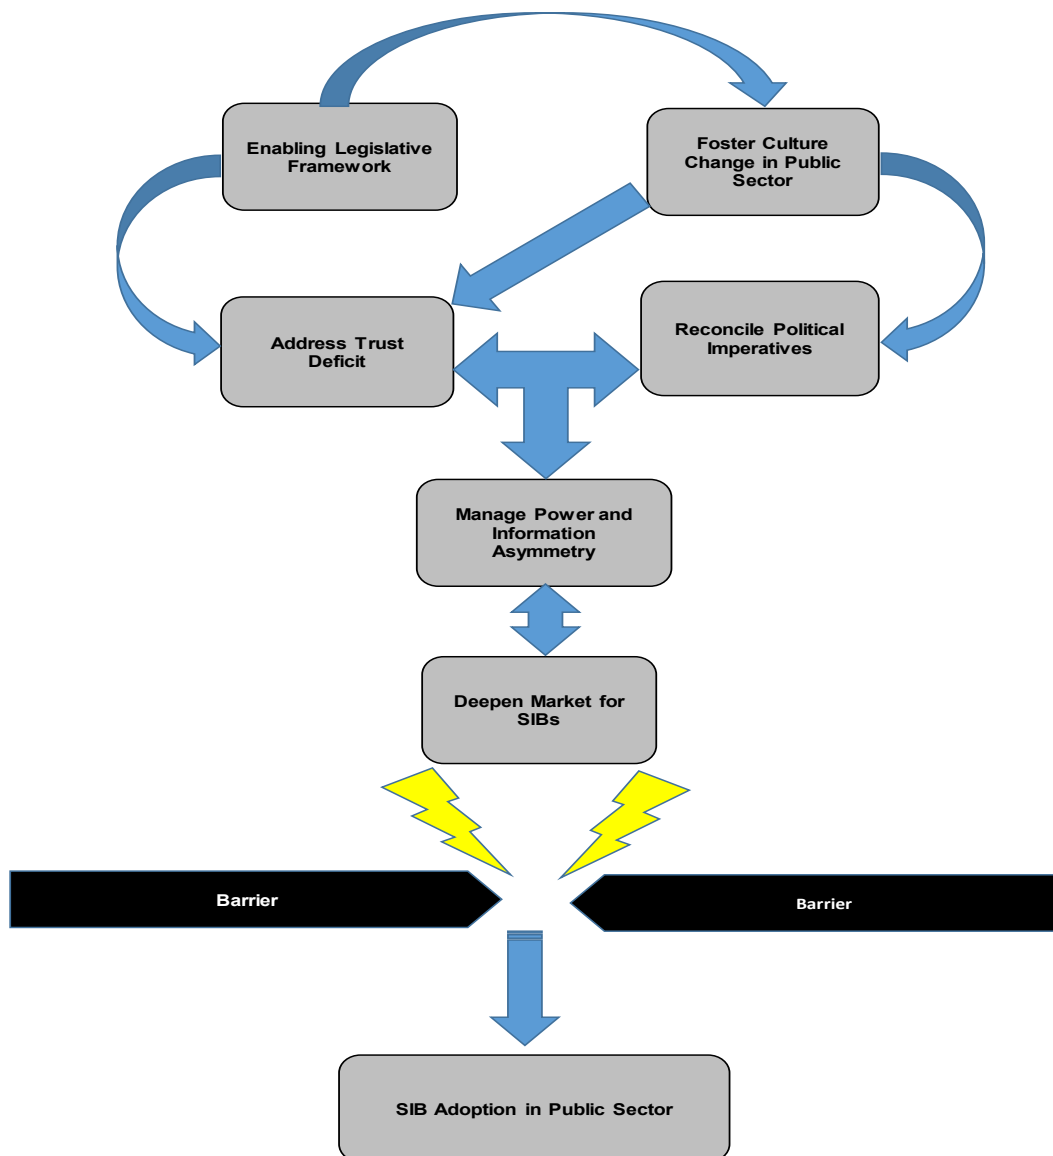 Enabling Legislative
Framework
Foster Culture
Change in Public
Sector
Address Trust
Deficit
Reconcile Political
Imperatives
Manage Power and
Information
Asymmetry
Deepen Market for
SIBs
Barrier
Barrier
SIB Adoption in Public Sector